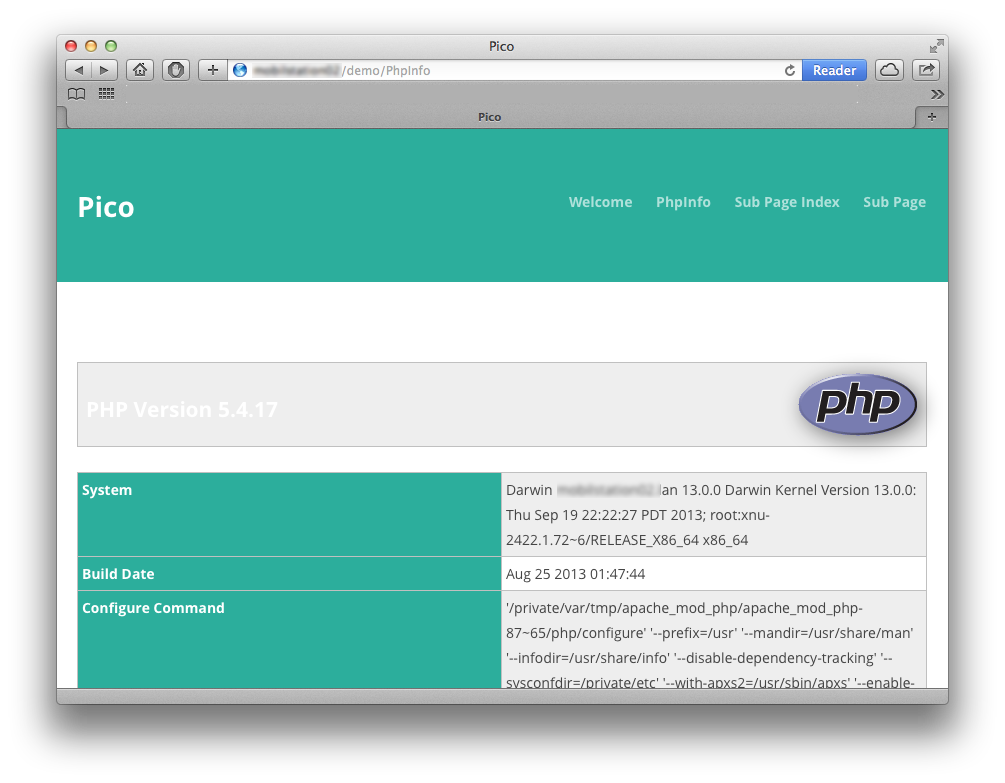 Pico
/demo/PhpInfo
Reader
Pico
Pico
Welcome PhpInfo Sub Page Index Sub Page
PHP Version 5.4.17
php
System
Darwin lan 13.0.0 Darwin Kernel Version 13.0.0:
Thu Sep 19 22:22:27 PDT 2013; root:xnu-
2422.1.72~6/RELEASE_X86_64 x86_64
Build Date
Aug 25 2013 01:47:44
Configure Command
'/private/var/tmp/apache_mod_php/apache_mod_php-
87~65/php/configure' '--prefix=/usr' '--mandir=/usr/share/man'
'--infodir=/usr/share/info' '--disable-dependency-tracking' '--
sysconfdir=/private/etc' '--with-apxs2=/usr/sbin/apxs' '--enable-